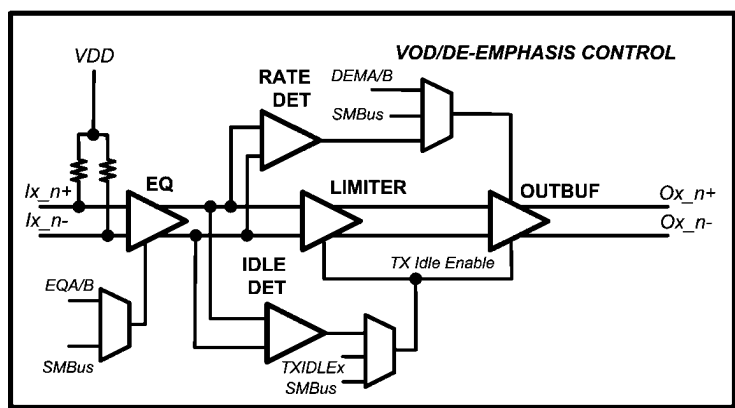 VDD
VOD/DE-EMPHASIS CONTROL
RATE
DET
DEMA/B
SMBus
Ix_n+
Ix_n-
EQ
LIMITER
OUTBUF
Ox_n+
Ox_n-
IDLE
DET
TX Idle Enable
EQA/B
SMBus
TXIDLEx
SMBus